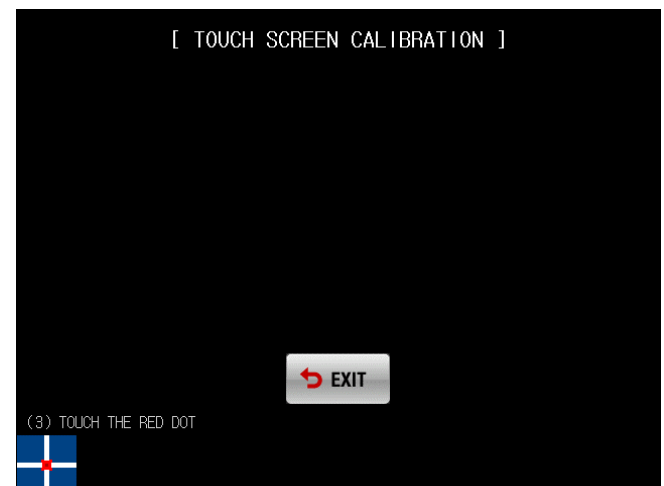 [ TOUCH SCREEN CALIBRATION ]
EXIT
(3) TOUCH THE RED DOT